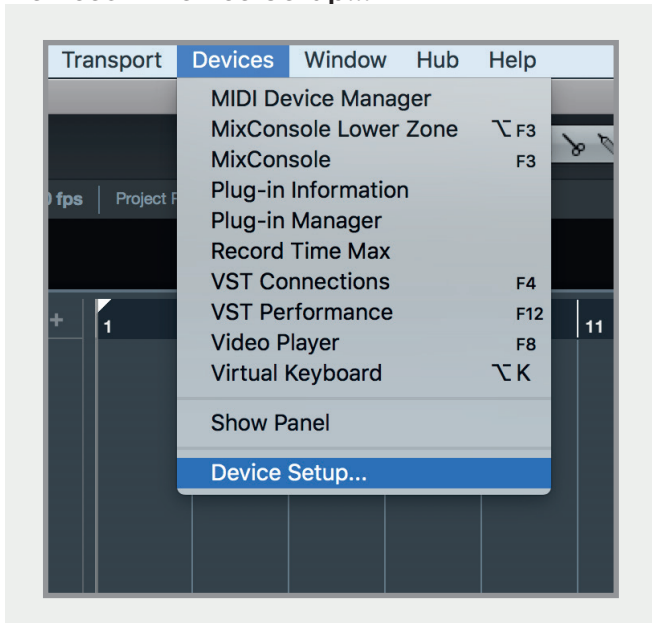 Transport Devices Window Hub Help
MIDI Device Manager
MixConsole Lower Zone ⌥ F3
MixConsole F3
fps Project
Plug-in Information
Plug-in Manager
Record Time Max
VST Connections F4
VST Performance F12
+ 1 11
Video Player F8
Virtual Keyboard ⌥ K
Show Panel
Device Setup...